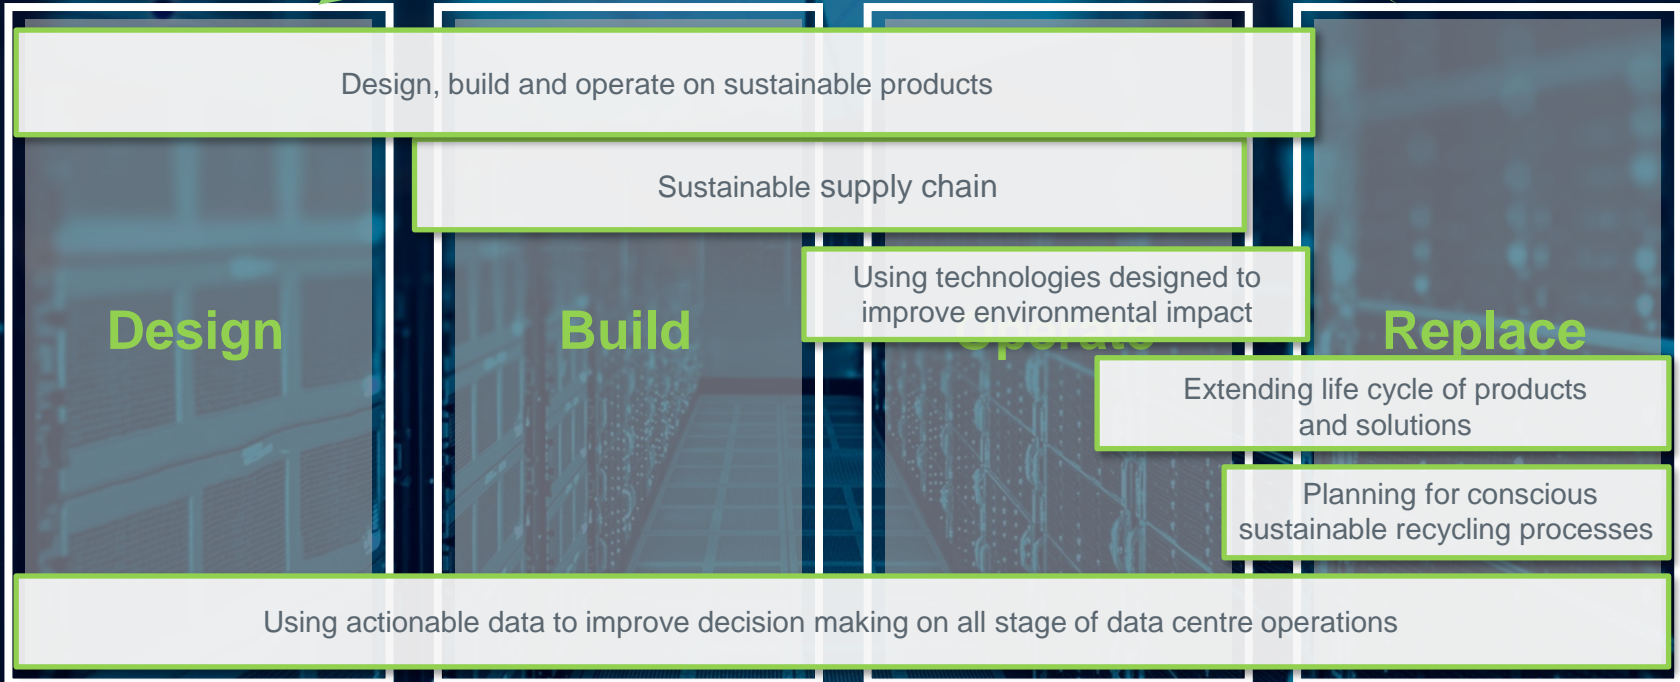 Design, build and operate on sustainable products
Sustainable supply chain
Using technologies designed to
improve environmental impact
Design
Build
Operate
Replace
Extending life cycle of products
and solutions
Planning for conscious
sustainable recycling processes
Using actionable data to improve decision making on all stage of data centre operations